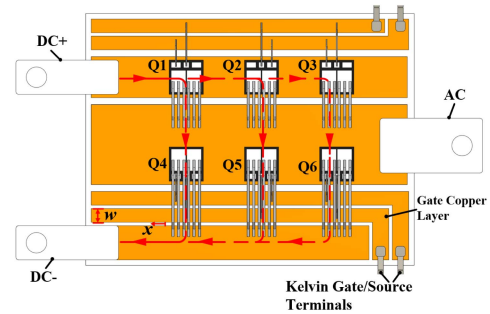 DC+
Q1
Q2
Q3
AC
Q4
Q5
Q6
w
x
Gate Copper
Layer
DC-
Kelvin Gate/Source
Terminals